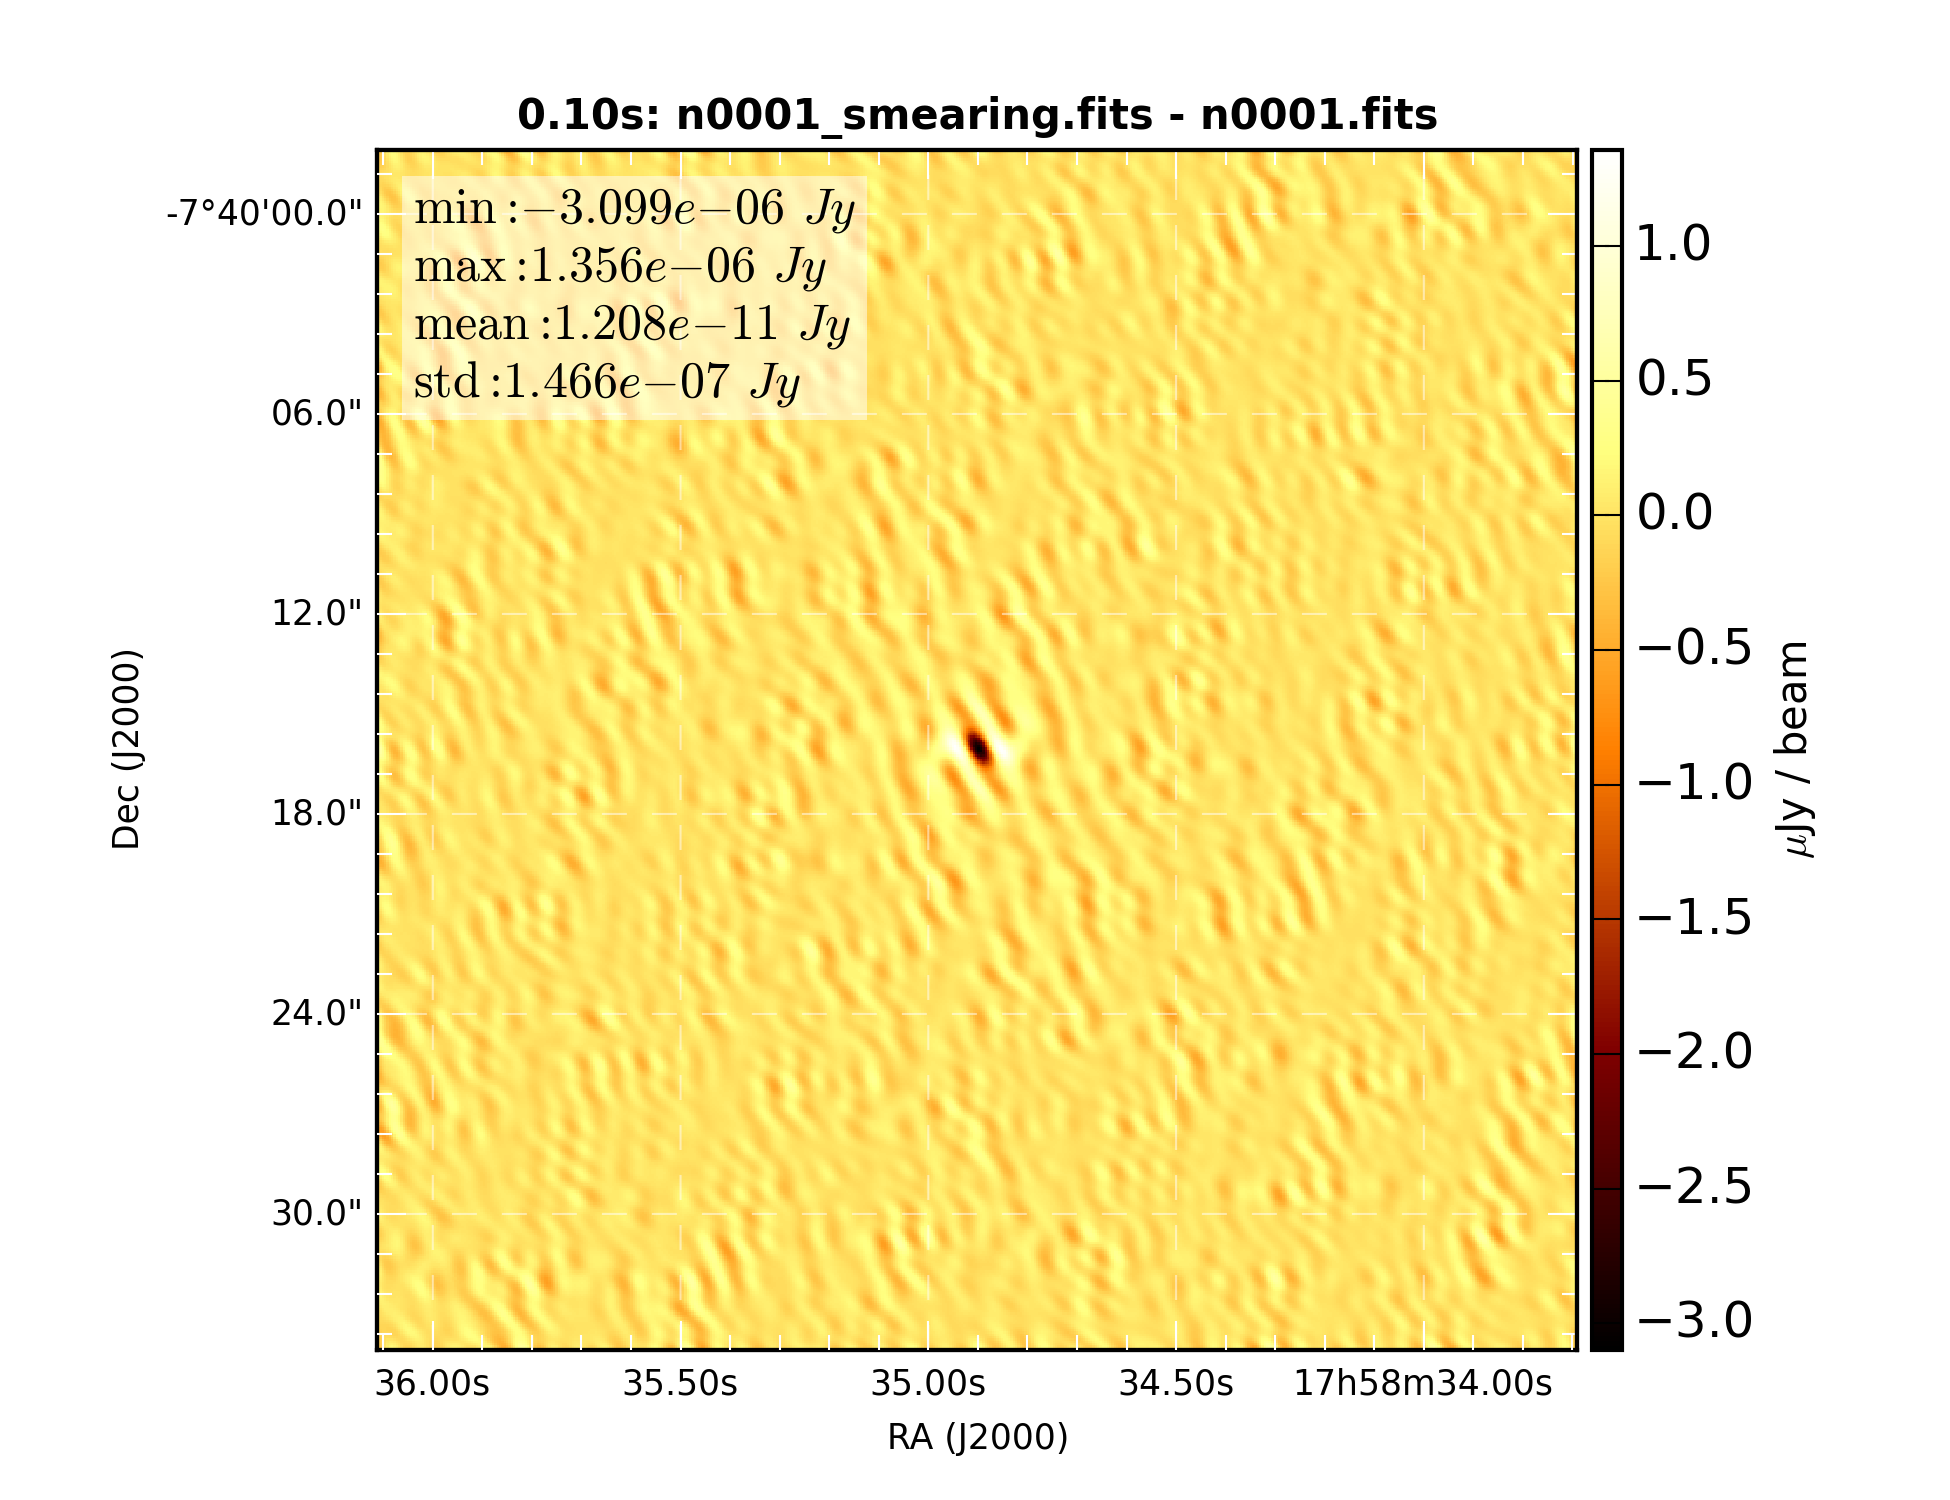 0.10s: n0001_smearing.fits - n0001.fits
min :−3.099e−06 Jy
max :1.356e−06 Jy
mean :1.208e−11 Jy
std :1.466e−07 Jy
-7°40'00.0"
06.0"
12.0"
18.0"
24.0"
30.0"
Dec (J2000)
36.00s
35.50s
35.00s
34.50s
17h58m34.00s
RA (J2000)
1.0
0.5
0.0
−0.5
−1.0
−1.5
−2.0
−2.5
−3.0
μJy / beam